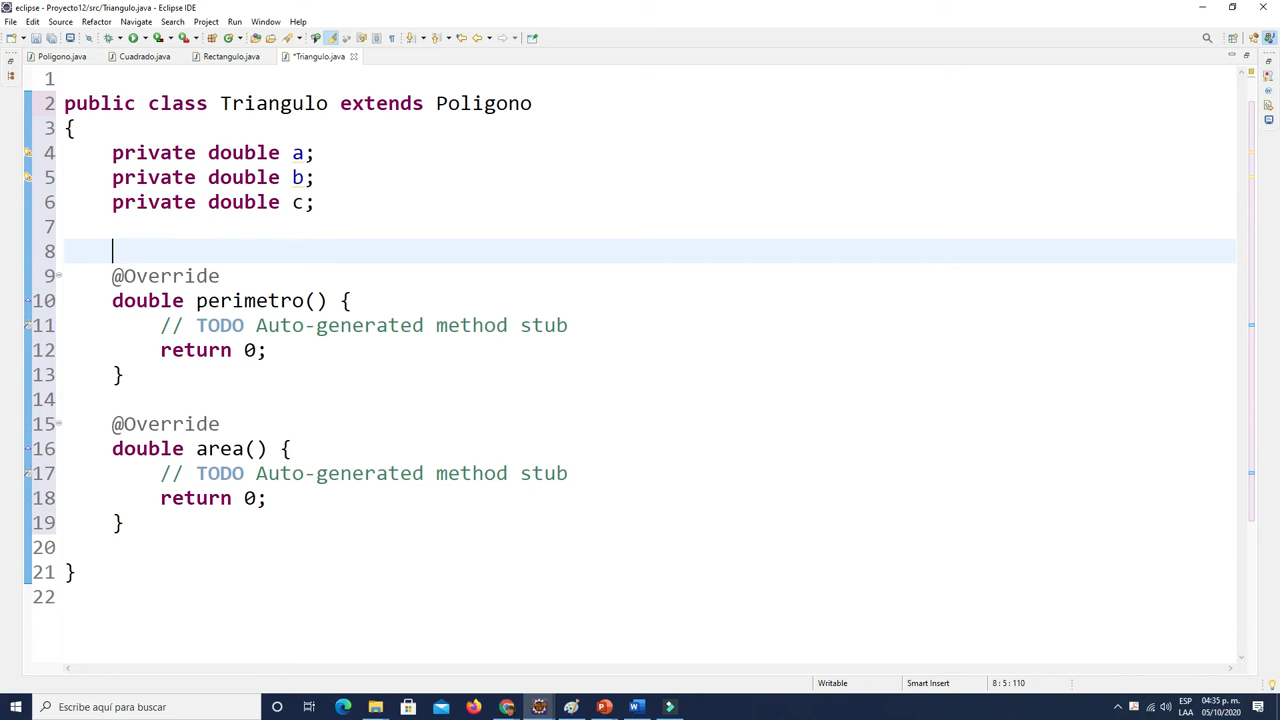 eclipse - Proyecto12/src/Triangulo.java - Eclipse IDE
File Edit Source Refactor Navigate Search Project Run Window Help
Poligono.java Cuadrado.java Rectangulo.java *Triangulo.java
1
2 public class Triangulo extends Poligono
3 {
4 private double a;
5 private double b;
6 private double c;
7
8
9 @Override
10 double perimetro() {
11 // TODO Auto-generated method stub
12 return 0;
13 }
14
15 @Override
16 double area() {
17 // TODO Auto-generated method stub
18 return 0;
19 }
20
21 }
22
Writable Smart Insert 8 : 5 : 110
Escribe aquí para buscar
ESP 04:35 p. m.
LAA 05/10/2020